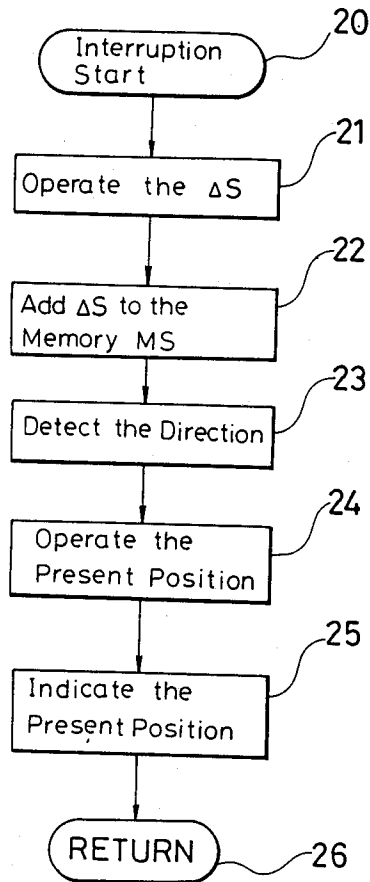 20
Interruption
Start
21
Operate the ΔS
22
Add ΔS to the
Memory MS
23
Detect the Direction
24
Operate the
Present Position
25
Indicate the
Present Position
RETURN
26